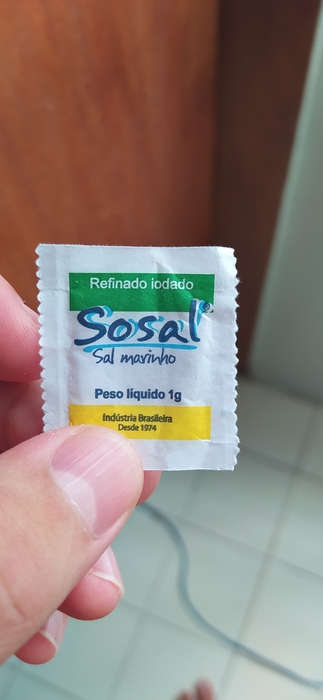 Refinado iodado
Sosal®
Sal marinho
Peso líquido 1g
Indústria Brasileira
Desde 1974